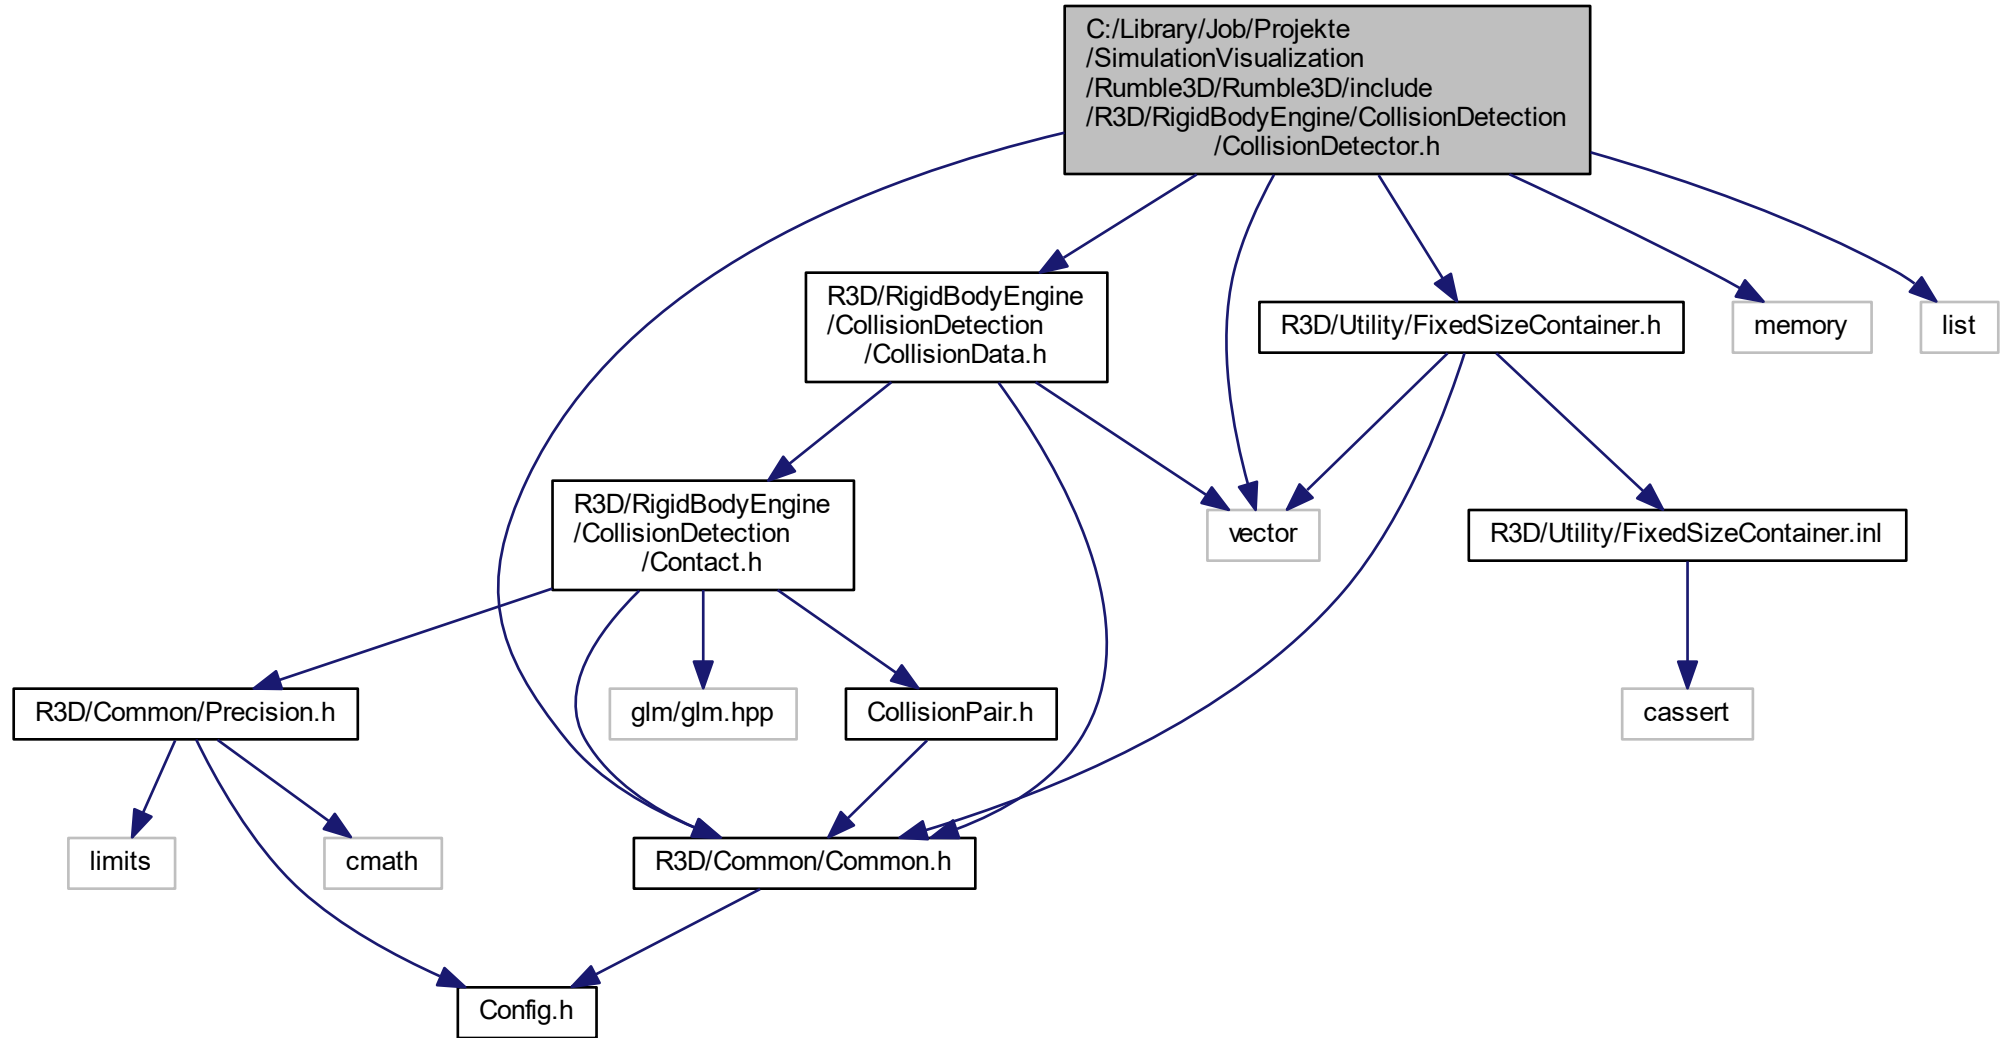 C:/Library/Job/Projekte
/SimulationVisualization
/Rumble3D/Rumble3D/include
/R3D/RigidBodyEngine/CollisionDetection
/CollisionDetector.h
R3D/RigidBodyEngine
/CollisionDetection
/CollisionData.h
R3D/Utility/FixedSizeContainer.h
memory
list
R3D/RigidBodyEngine
/CollisionDetection
/Contact.h
vector
R3D/Utility/FixedSizeContainer.inl
R3D/Common/Precision.h
glm/glm.hpp
CollisionPair.h
cassert
limits
cmath
R3D/Common/Common.h
Config.h